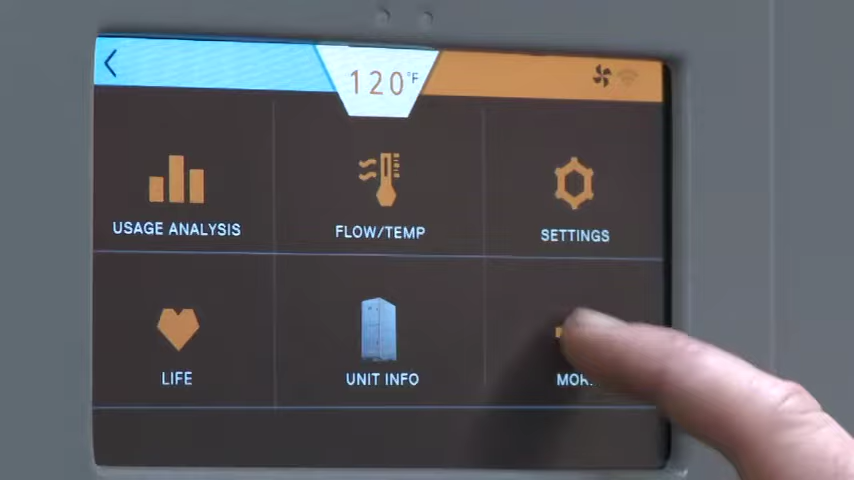 120°F
USAGE ANALYSIS
FLOW/TEMP
SETTINGS
LIFE
UNIT INFO